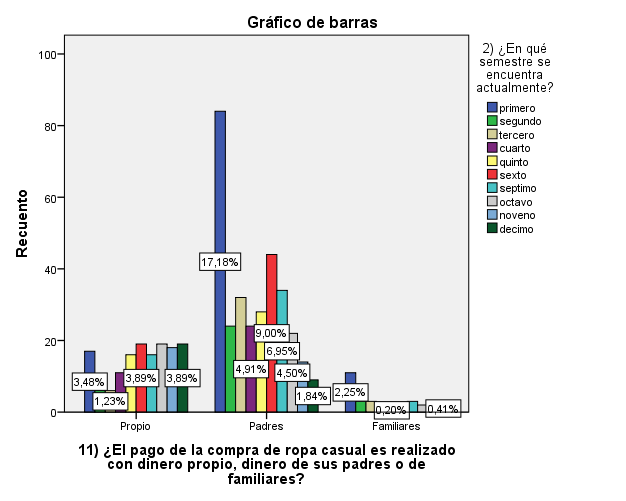 Gráfico de barras
100
80
60
40
20
0
Recuento
17,18%
9,00%
6,95%
4,91%
4,50%
3,48%
3,89%
3,89%
1,23%
1,84%
2,25%
0,20%
0,41%
Propio
Padres
Familiares
11) ¿El pago de la compra de ropa casual es realizado
con dinero propio, dinero de sus padres o de
familiares?
2) ¿En qué
semestre se
encuentra
actualmente?
primero
segundo
tercero
cuarto
quinto
sexto
septimo
octavo
noveno
decimo